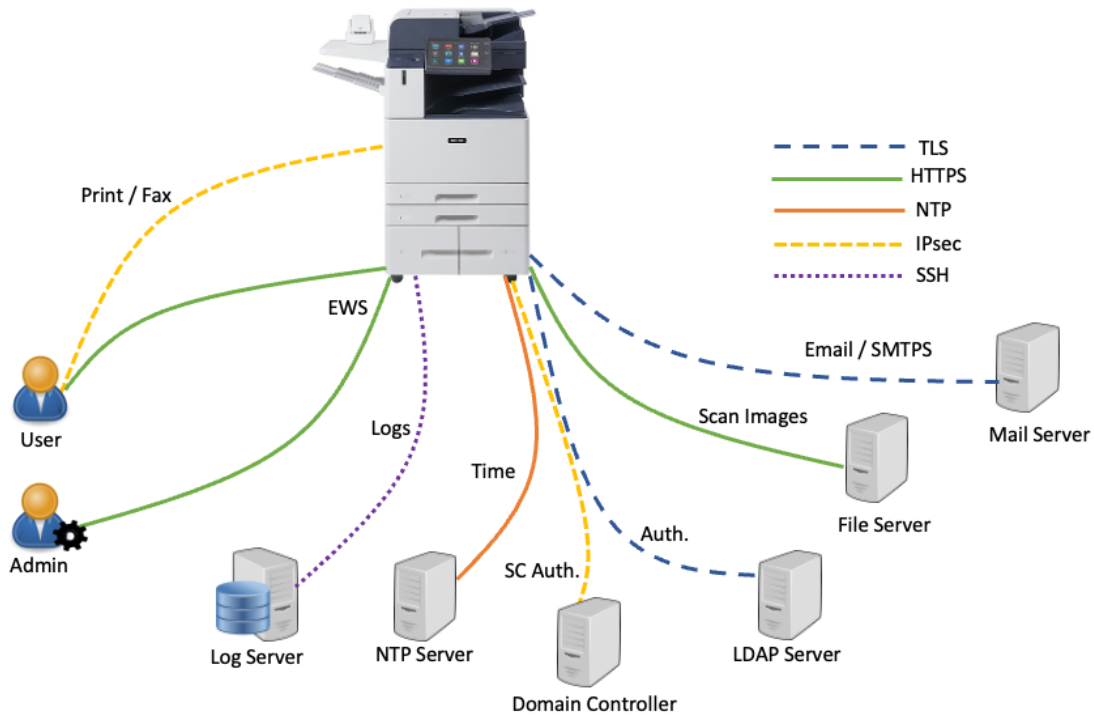 TLS
HTTPS
NTP
IPsec
SSH
Print / Fax
EWS
Email / SMTPS
User
Logs
Scan Images
Mail Server
Time
File Server
Admin
SC Auth.
Auth.
Log Server
NTP Server
LDAP Server
Domain Controller